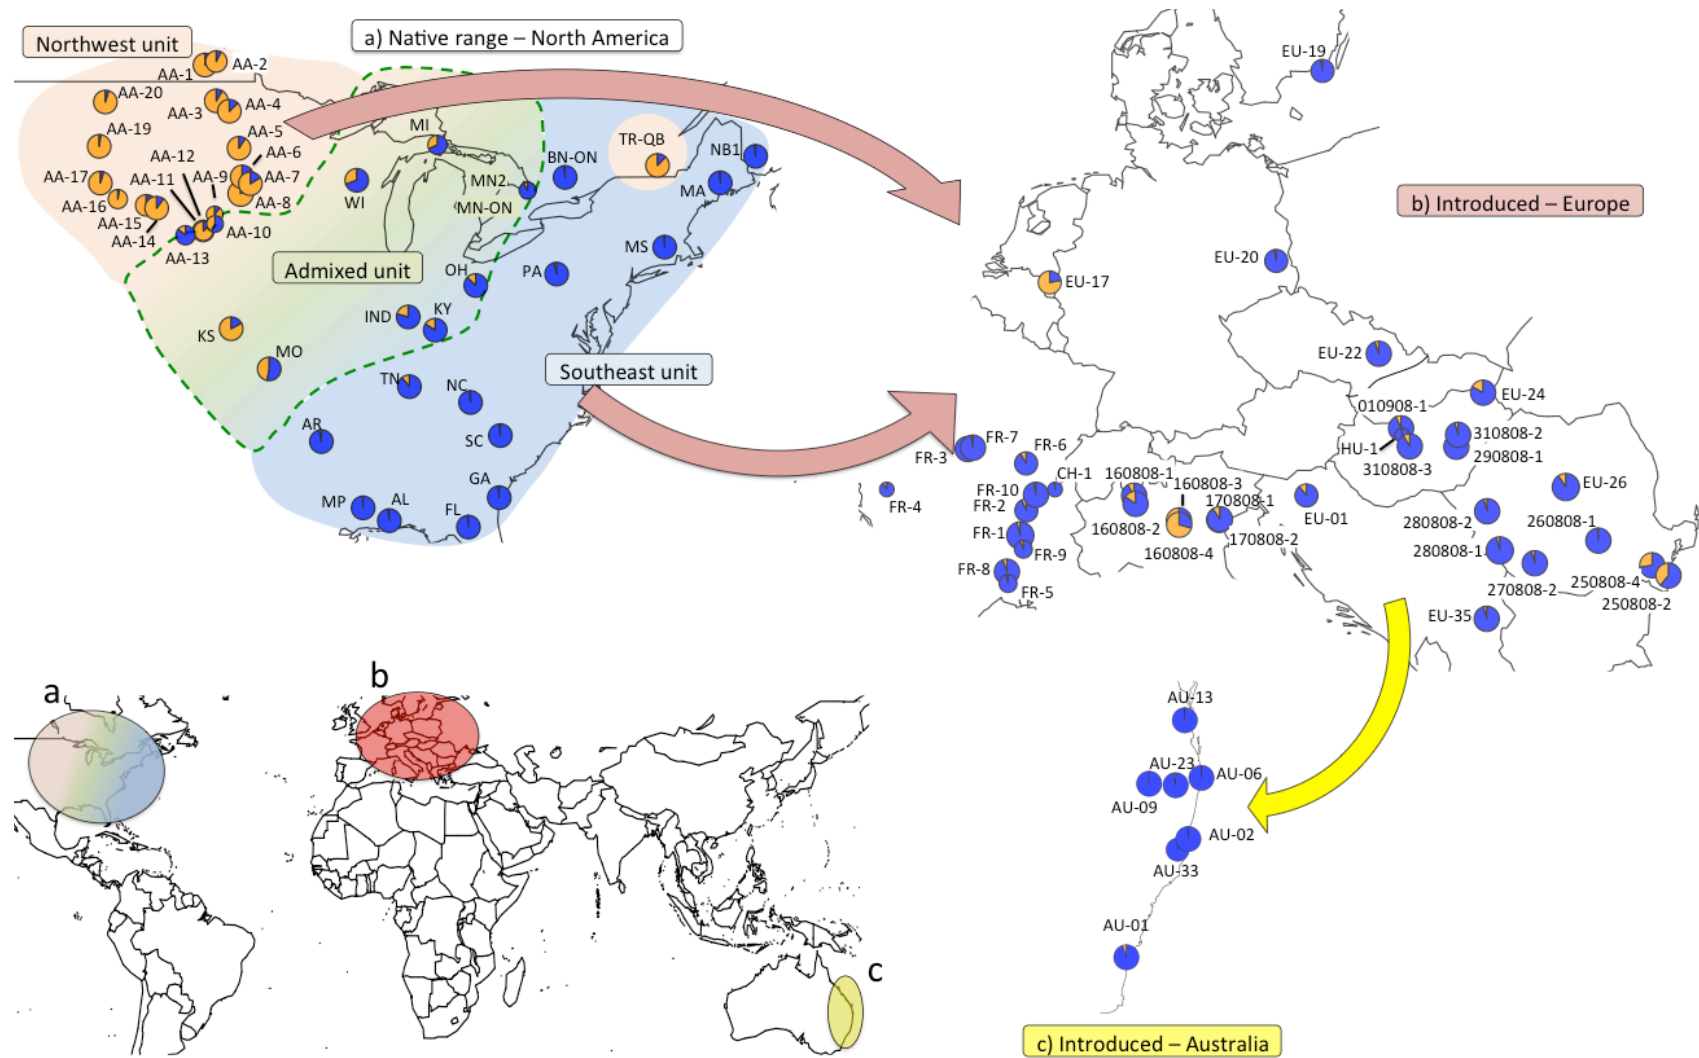 Northwest unit
a) Native range – North America
AA-1
AA-2
AA-20
AA-3
AA-4
AA-19
AA-5
AA-12
AA-6
AA-11
AA-9
AA-7
AA-17
AA-16
AA-8
AA-15
AA-14
AA-10
AA-13
MI
WI
MN2
MN-ON
BN-ON
TR-QB
NB1
MA
MS
Admixed unit
OH
PA
IND
KY
KS
MO
Southeast unit
TN
NC
AR
SC
GA
MP
AL
FL
b) Introduced – Europe
EU-19
EU-20
EU-17
EU-22
EU-24
010908-1
HU-1
310808-3
310808-2
290808-1
FR-7
FR-3
FR-6
FR-4
FR-10
CH-1
FR-2
FR-1
FR-9
FR-8
FR-5
160808-1
160808-3
170808-1
160808-2
160808-4
170808-2
EU-01
EU-26
280808-2
260808-1
280808-1
270808-2
250808-4
250808-2
EU-35
a
b
c
AU-13
AU-23
AU-06
AU-09
AU-02
AU-33
AU-01
c) Introduced – Australia